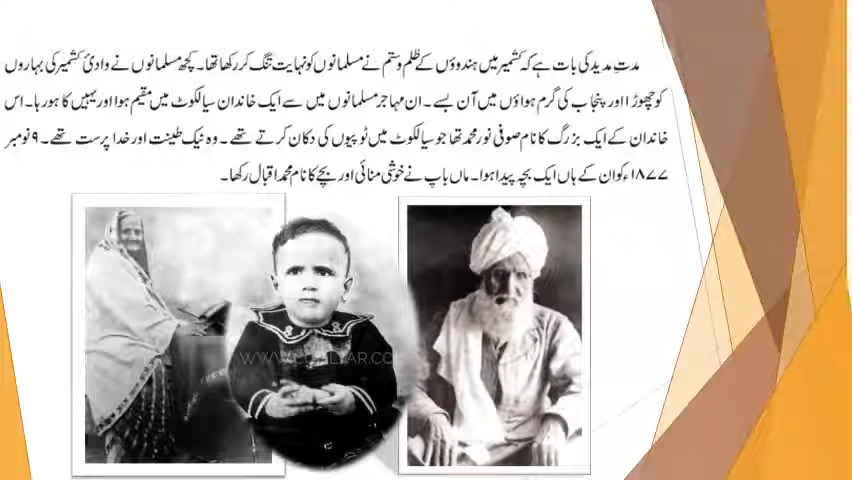 مدتِ مدید کی بات ہے کہ کشمیر میں ہندوؤں کے ظلم و ستم نے مسلمانوں کو نہایت تنگ کر رکھا تھا۔ کچھ مسلمانوں نے وادئ کشمیر کی بہاروں
کو چھوڑا اور پنجاب کی گرم ہواؤں میں آن بسے۔ ان مہاجر مسلمانوں میں سے ایک خاندان سیالکوٹ میں مقیم ہوا اور یہیں کا ہو رہا۔ اس
خاندان کے ایک بزرگ کا نام صوفی نور محمد تھا جو سیالکوٹ میں ٹوپیوں کی دکان کرتے تھے۔ وہ نیک طینت اور خدا پرست تھے۔ ۹ نومبر
۱۸۷۷ء کو ان کے ہاں ایک بچہ پیدا ہوا۔ ماں باپ نے خوشی منائی اور بچے کا نام محمد اقبال رکھا۔